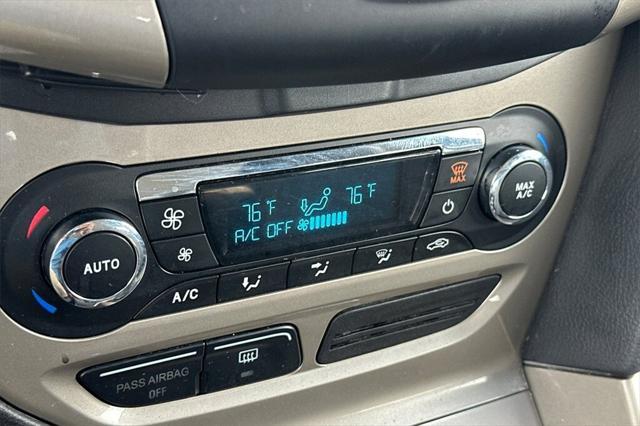 76°F 76°F
A/C OFF
MAX
MAX
A/C
AUTO
A/C
PASS AIRBAG
OFF